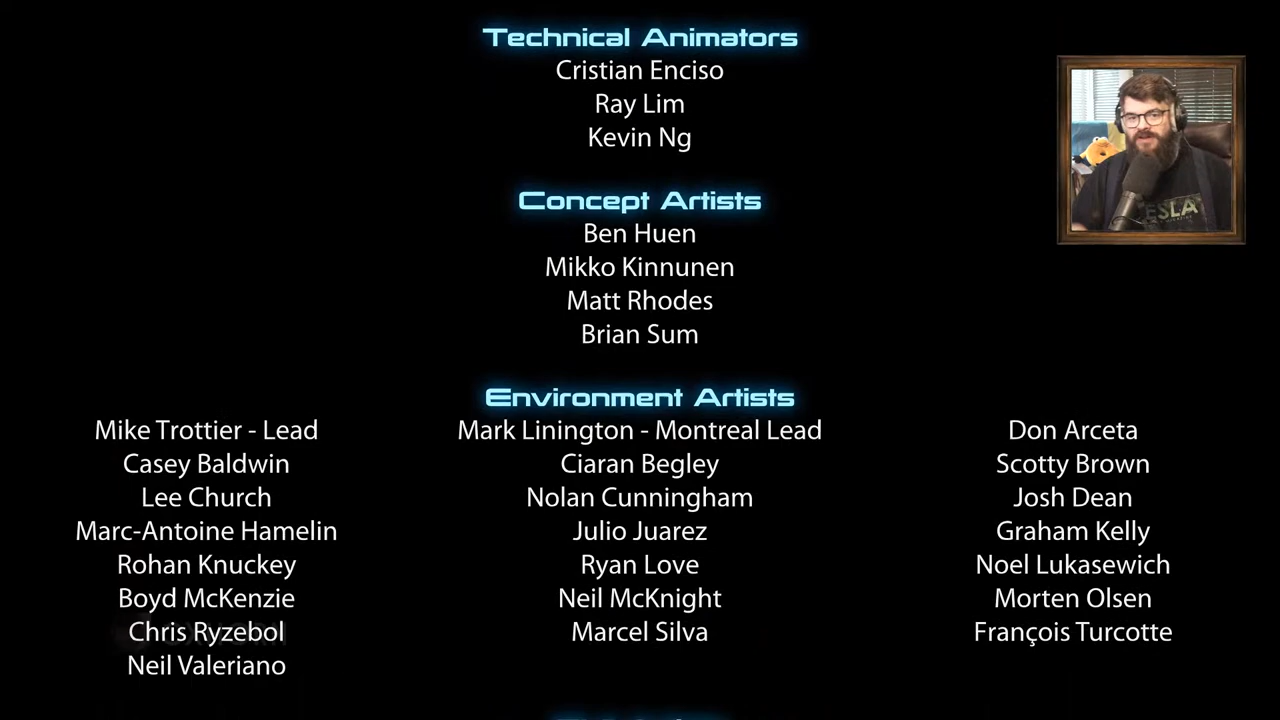 Technical Animators
Cristian Enciso
Ray Lim
Kevin Ng
Concept Artists
Ben Huen
Mikko Kinnunen
Matt Rhodes
Brian Sum
Environment Artists
Mike Trottier - Lead
Casey Baldwin
Lee Church
Marc-Antoine Hamelin
Rohan Knuckey
Boyd McKenzie
Chris Ryzebol
Neil Valeriano
Mark Linington - Montreal Lead
Ciaran Begley
Nolan Cunningham
Julio Juarez
Ryan Love
Neil McKnight
Marcel Silva
Don Arceta
Scotty Brown
Josh Dean
Graham Kelly
Noel Lukasewich
Morten Olsen
François Turcotte
ESLA